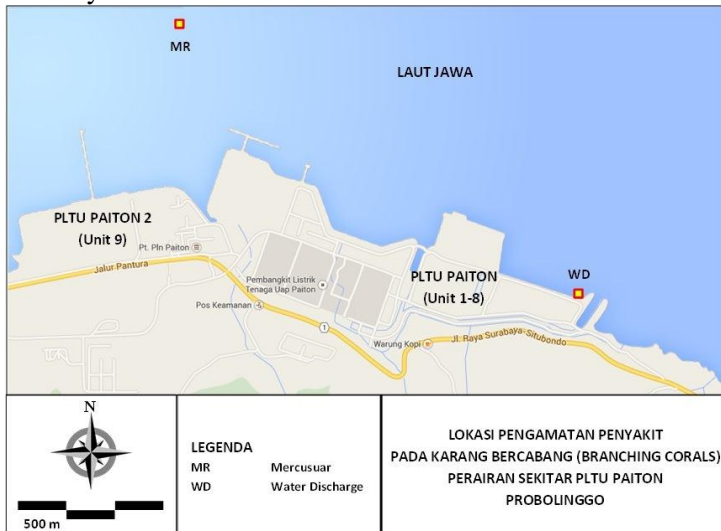 MR
LAUT JAWA
PLTU PAITON 2
(Unit 9)
Pt. Pln Paiton
Jalur Pantura
PLTU PAITON
(Unit 1-8)
WD
Pembangkit Listrik
Tenaga Uap Paiton
Pos Keamanan
1
Warung Kopi
Jl. Raya Surabaya-Situbondo
N
500 m
LEGENDA
MR Mercusuar
WD Water Discharge
LOKASI PENGAMATAN PENYAKIT
PADA KARANG BERCABANG (BRANCHING CORALS)
PERAIRAN SEKITAR PLTU PAITON
PROBOLINGGO